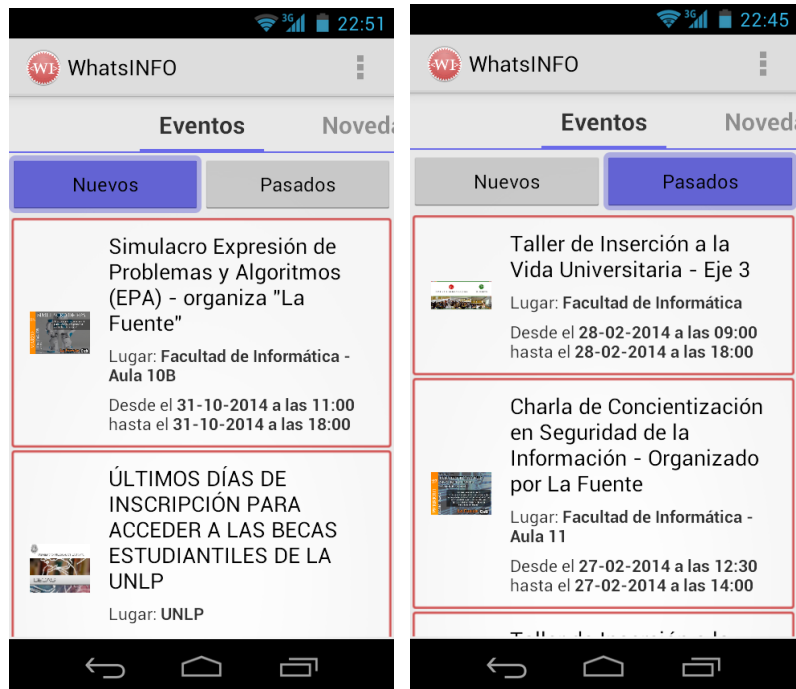 3G 22:51
WI WhatsINFO
Eventos Noveda
Nuevos Pasados
Simulacro Expresión de
Problemas y Algoritmos
(EPA) - organiza "La
Fuente"
Lugar: Facultad de Informática -
Aula 10B
Desde el 31-10-2014 a las 11:00
hasta el 31-10-2014 a las 18:00
ÚLTIMOS DÍAS DE
INSCRIPCIÓN PARA
ACCEDER A LAS BECAS
ESTUDIANTILES DE LA
UNLP
Lugar: UNLP
3G 22:45
WI WhatsINFO
Eventos Noved
Nuevos Pasados
Taller de Inserción a la
Vida Universitaria - Eje 3
Lugar: Facultad de Informática
Desde el 28-02-2014 a las 09:00
hasta el 28-02-2014 a las 18:00
Charla de Concientización
en Seguridad de la
Información - Organizado
por La Fuente
Lugar: Facultad de Informática -
Aula 11
Desde el 27-02-2014 a las 12:30
hasta el 27-02-2014 a las 14:00